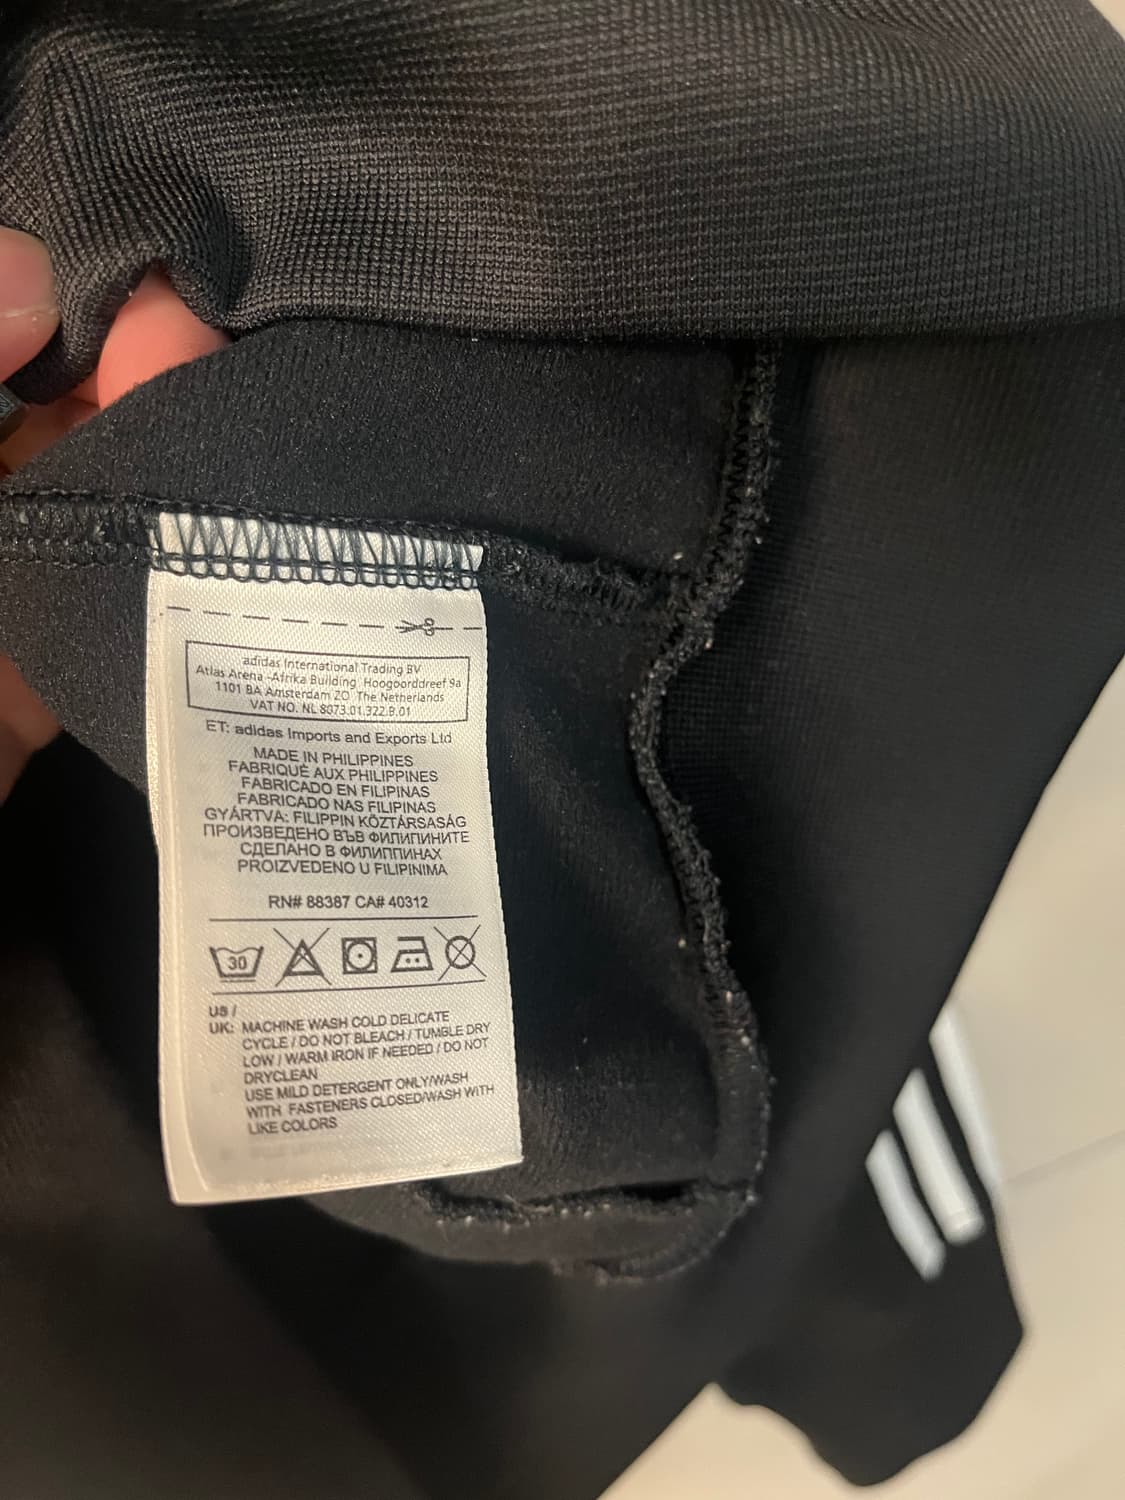 adidas International Trading BV
Atlas Arena -Afrika Building Hoogoorddreef 9a
1101 BA Amsterdam ZO The Netherlands
VAT NO. NL 8073.01.322.B.01
ET: adidas Imports and Exports Ltd
MADE IN PHILIPPINES
FABRIQUÉ AUX PHILIPPINES
FABRICADO EN FILIPINAS
FABRICADO NAS FILIPINAS
GYÁRTVA: FILIPPIN KÖZTÁRSASÁG
ПРОИЗВЕДЕНО ВЪВ ФИЛИПИНИТЕ
СДЕЛАНО В ФИЛИППИНАХ
PROIZVEDENO U FILIPINIMA
RN# 88387 CA# 40312
30
US /
UK: MACHINE WASH COLD DELICATE
CYCLE / DO NOT BLEACH / TUMBLE DRY
LOW / WARM IRON IF NEEDED / DO NOT
DRYCLEAN
USE MILD DETERGENT ONLY/WASH
WITH FASTENERS CLOSED/WASH WITH
LIKE COLORS